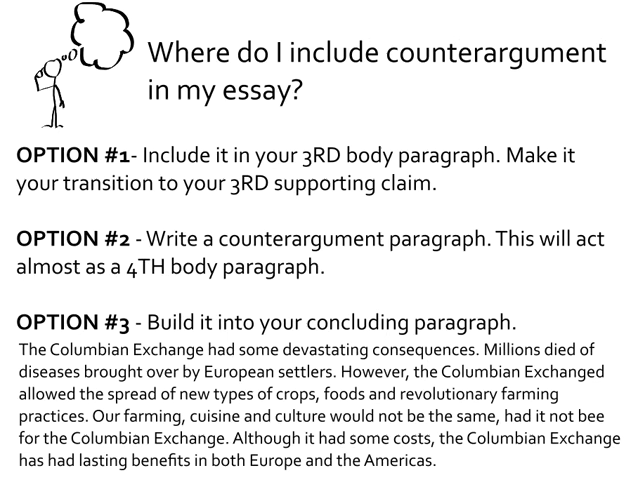 Where do I include counterargument
in my essay?
OPTION #1- Include it in your 3RD body paragraph. Make it
your transition to your 3RD supporting claim.
OPTION #2 - Write a counterargument paragraph. This will act
almost as a 4TH body paragraph.
OPTION #3 - Build it into your concluding paragraph.
The Columbian Exchange had some devastating consequences. Millions died of
diseases brought over by European settlers. However, the Columbian Exchanged
allowed the spread of new types of crops, foods and revolutionary farming
practices. Our farming, cuisine and culture would not be the same, had it not bee
for the Columbian Exchange. Although it had some costs, the Columbian Exchange
has had lasting benefits in both Europe and the Americas.